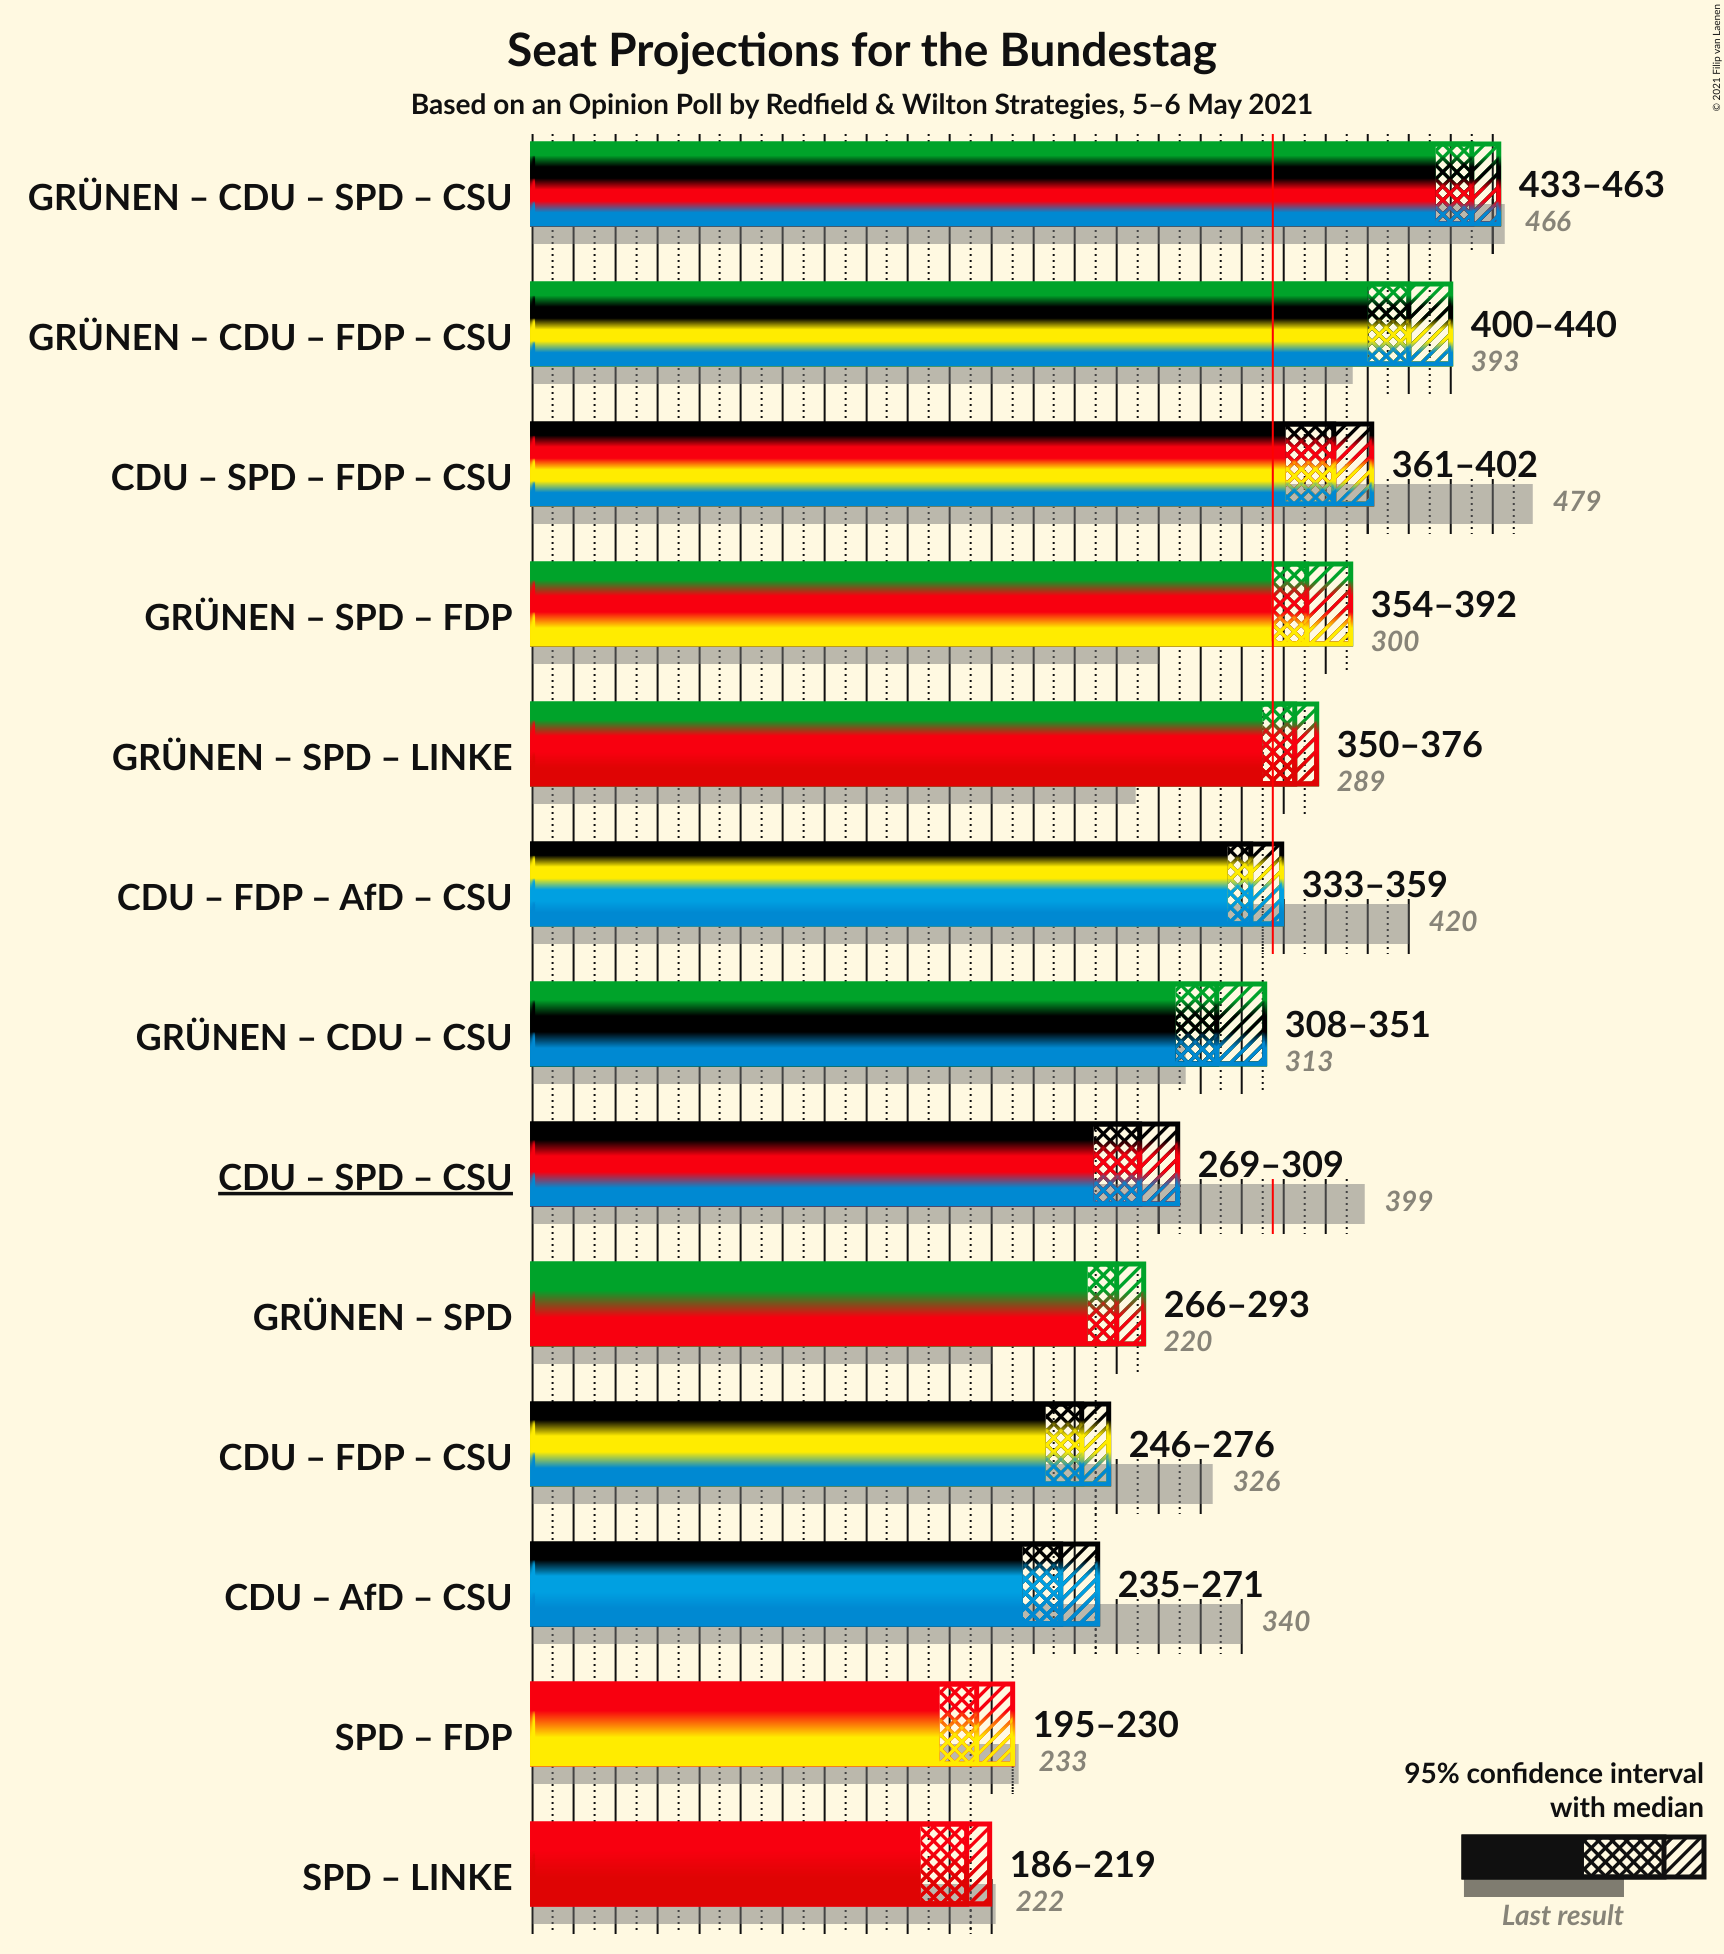 Seat Projections for the Bundestag
Based on an Opinion Poll by Redfield & Wilton Strategies, 5–6 May 2021
© 2021 Filip van Laenen
GRÜNEN – CDU – SPD – CSU
433–463
466
GRÜNEN – CDU – FDP – CSU
400–440
393
CDU – SPD – FDP – CSU
361–402
479
GRÜNEN – SPD – FDP
354–392
300
GRÜNEN – SPD – LINKE
350–376
289
CDU – FDP – AfD – CSU
333–359
420
GRÜNEN – CDU – CSU
308–351
313
CDU – SPD – CSU
269–309
399
GRÜNEN – SPD
266–293
220
CDU – FDP – CSU
246–276
326
CDU – AfD – CSU
235–271
340
SPD – FDP
195–230
233
SPD – LINKE
186–219
222
95% confidence interval
with median
Last result